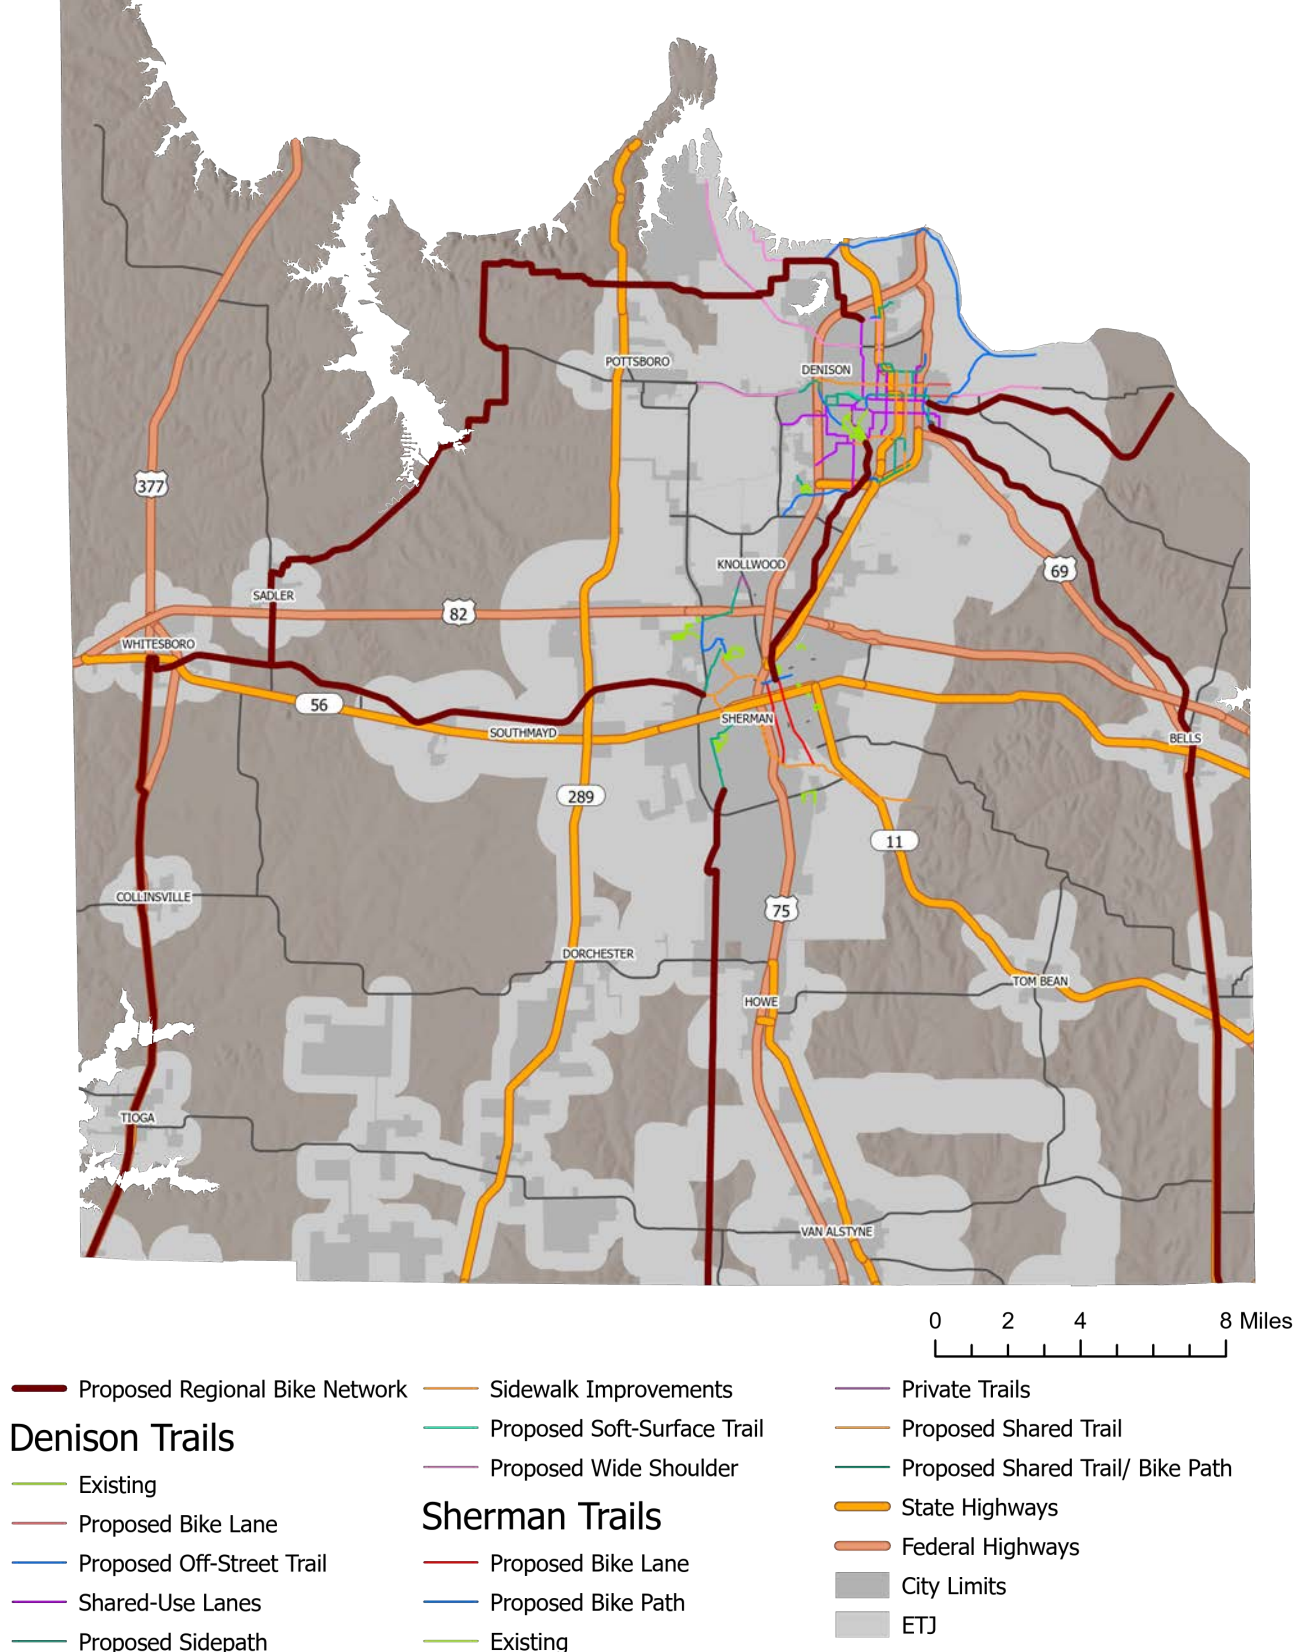 POTTSBORO
DENISON
377
KNOLLWOOD
69
SADLER
82
WHITESBORO
56
SHERMAN
SOUTHMAYD
BELLS
289
11
COLLINSVILLE
75
DORCHESTER
TOM BEAN
HOWE
TIOGA
VAN ALSTYNE
0 2 4 8 Miles
Proposed Regional Bike Network
Denison Trails
Existing
Proposed Bike Lane
Proposed Off-Street Trail
Shared-Use Lanes
Proposed Sidepath
Sidewalk Improvements
Proposed Soft-Surface Trail
Proposed Wide Shoulder
Sherman Trails
Proposed Bike Lane
Proposed Bike Path
Existing
Private Trails
Proposed Shared Trail
Proposed Shared Trail/ Bike Path
State Highways
Federal Highways
City Limits
ETJ